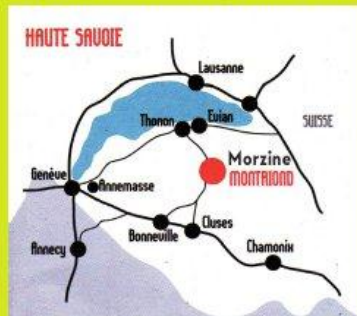 HAUTE SAVOIE
Lausanne
Thonon
Evian
SUISSE
Morzine
MONTRIOND
Genève
Annemasse
Bonneville
Cluses
Annecy
Chamonix